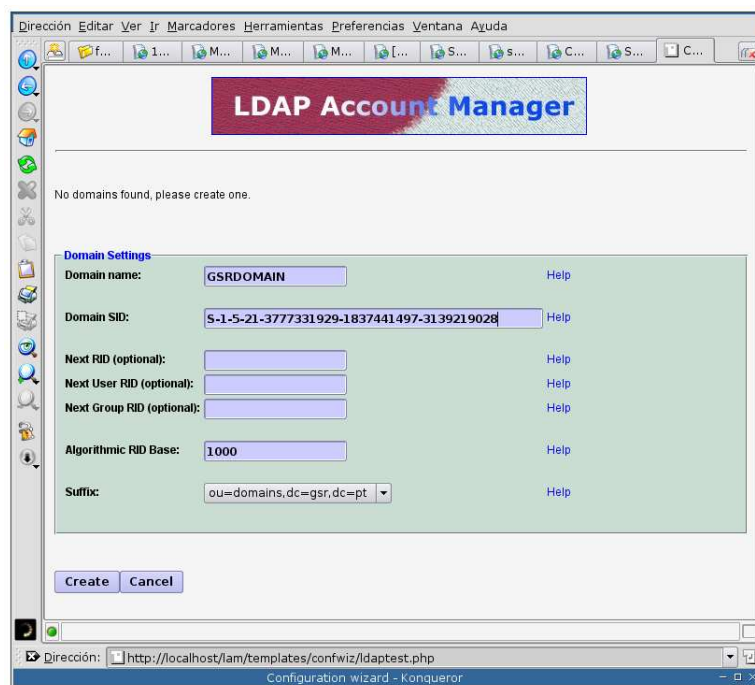 Dirección Editar Ver Ir Marcadores Herramientas Preferencias Ventana Ayuda
f... 1... M... M... M... [... S... s... C... S... C...
LDAP Account Manager
No domains found, please create one.
Domain Settings
Domain name: GSRDOMAIN Help
Domain SID: S-1-5-21-3777331929-1837441497-3139219028 Help
Next RID (optional): Help
Next User RID (optional): Help
Next Group RID (optional): Help
Algorithmic RID Base: 1000 Help
Suffix: ou=domains,dc=gsr,dc=pt Help
Create Cancel
Dirección: http://localhost/lam/templates/confwiz/ldaptest.php
Configuration wizard - Konqueror